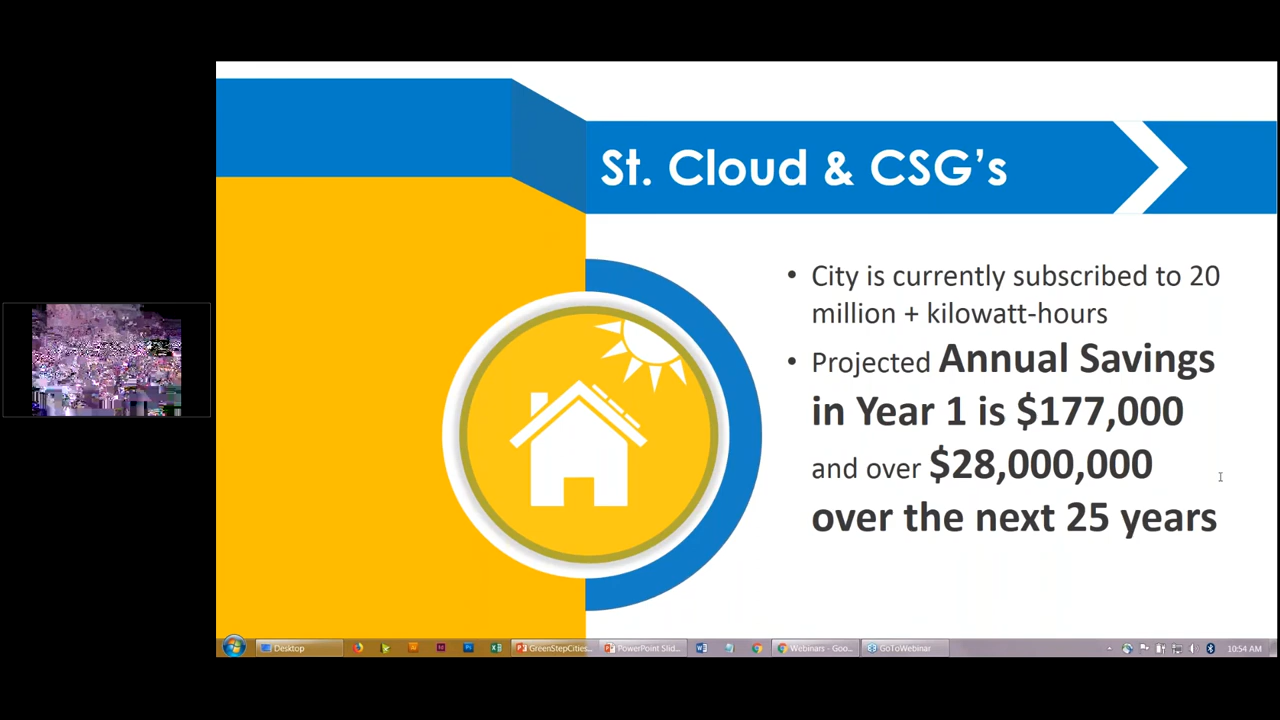 St. Cloud & CSG's
• City is currently subscribed to 20
million + kilowatt-hours
• Projected Annual Savings
in Year 1 is $177,000
and over $28,000,000
over the next 25 years
Desktop
GreenStepCities...
PowerPoint Slid...
Webinars - Goo...
GoToWebinar
10:54 AM